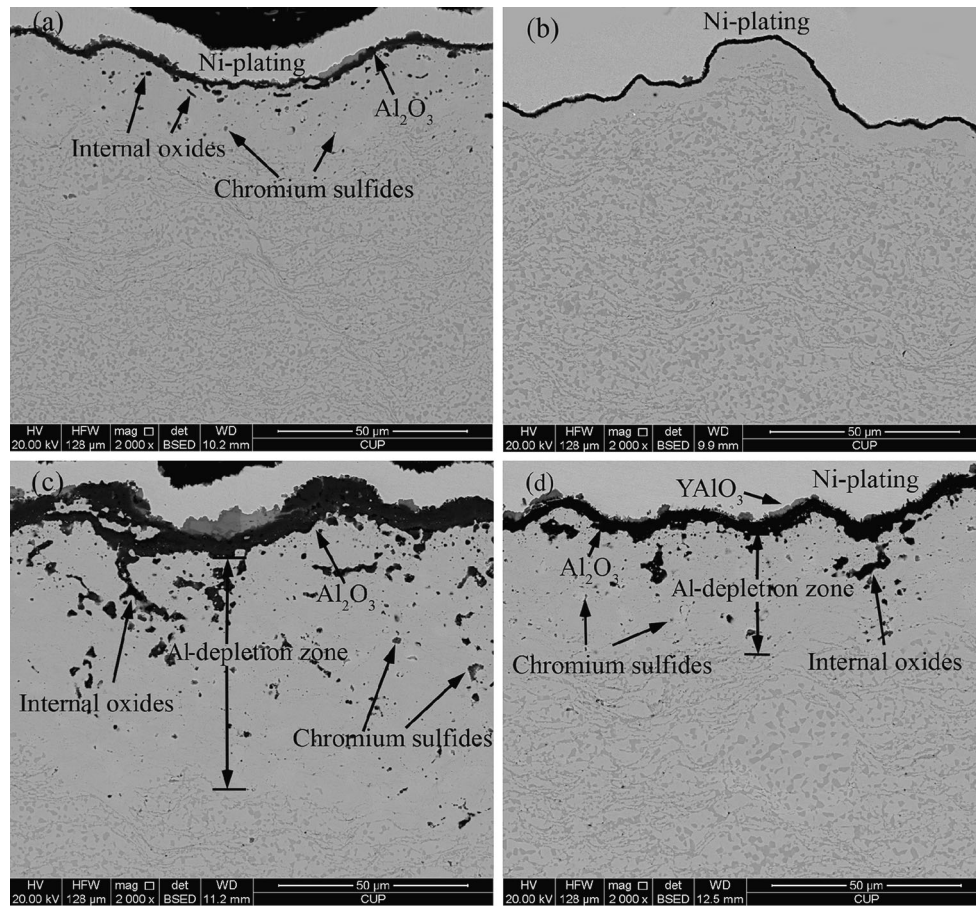 (a)
Ni-plating
Al2O3
Internal oxides
Chromium sulfides
HV HFW mag □ det WD 50 µm
20.00 kV 128 µm 2 000 x BSED 10.2 mm CUP
(b)
Ni-plating
HV HFW mag □ det WD 50 µm
20.00 kV 128 µm 2 000 x BSED 9.9 mm CUP
(c)
Al2O3
Al-depletion zone
Internal oxides
Chromium sulfides
HV HFW mag □ det WD 50 µm
20.00 kV 128 µm 2 000 x BSED 11.2 mm CUP
(d)
YAlO3
Ni-plating
Al2O3
Al-depletion zone
Chromium sulfides
Internal oxides
HV HFW mag □ det WD 50 µm
20.00 kV 128 µm 2 000 x BSED 12.5 mm CUP